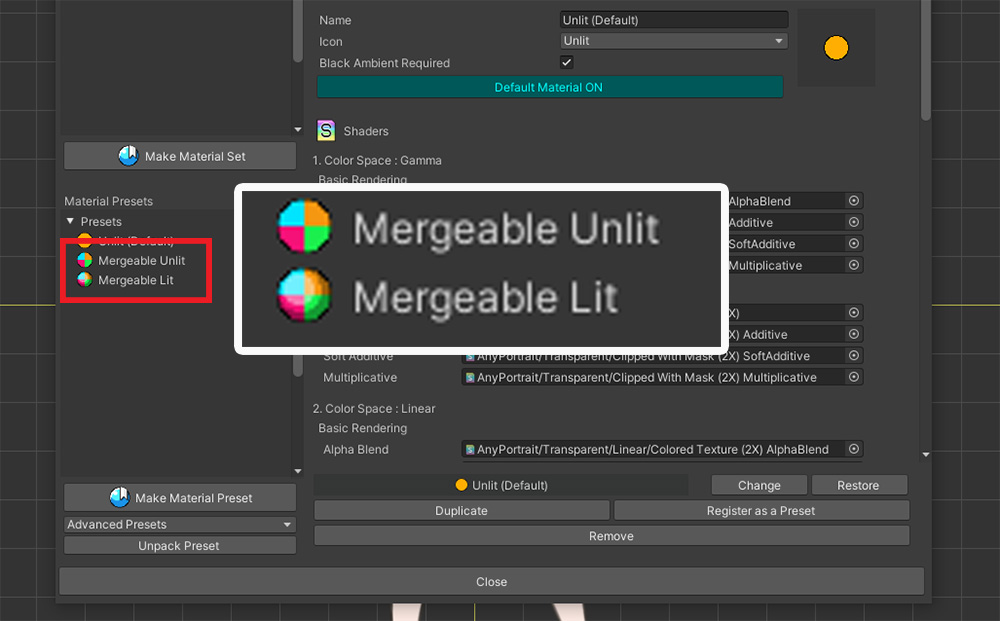 Name
Unlit (Default)
Icon
Unlit
Black Ambient Required
Default Material ON
S
Shaders
Make Material Set
1. Color Space : Gamma
Basic Rendering
Material Presets
Presets
Unlit (Default)
Mergeable Unlit
Mergeable Lit
Mergeable Unlit
Mergeable Lit
AlphaBlend
Additive
SoftAdditive
Multiplicative
X)
X) Additive
Soft Additive
AnyPortrait/Transparent/Clipped With Mask (2X) SoftAdditive
Multiplicative
AnyPortrait/Transparent/Clipped With Mask (2X) Multiplicative
2. Color Space : Linear
Basic Rendering
Alpha Blend
AnyPortrait/Transparent/Linear/Colored Texture (2X) AlphaBlend
Unlit (Default)
Change
Restore
Make Material Preset
Duplicate
Register as a Preset
Advanced Presets
Remove
Unpack Preset
Close